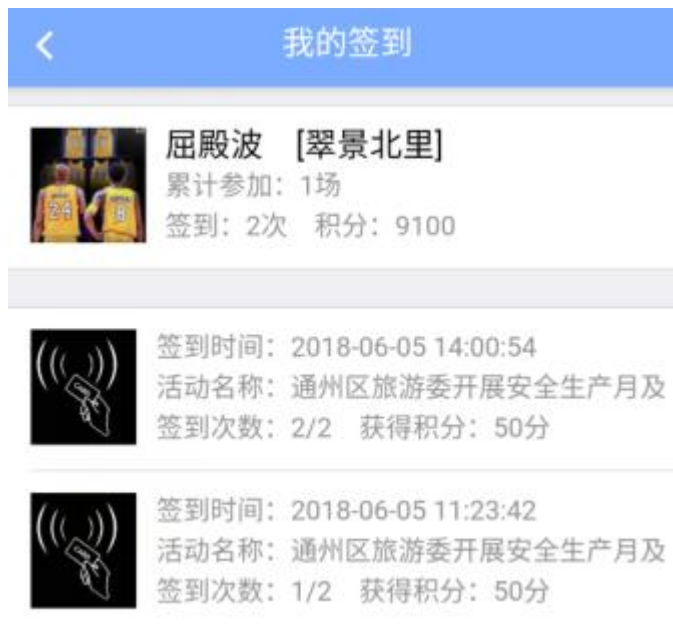 我的签到
屈殿波 [翠景北里]
累计参加：1场
签到：2次 积分：9100
签到时间：2018-06-05 14:00:54
活动名称：通州区旅游委开展安全生产月及
签到次数：2/2 获得积分：50分
签到时间：2018-06-05 11:23:42
活动名称：通州区旅游委开展安全生产月及
签到次数：1/2 获得积分：50分